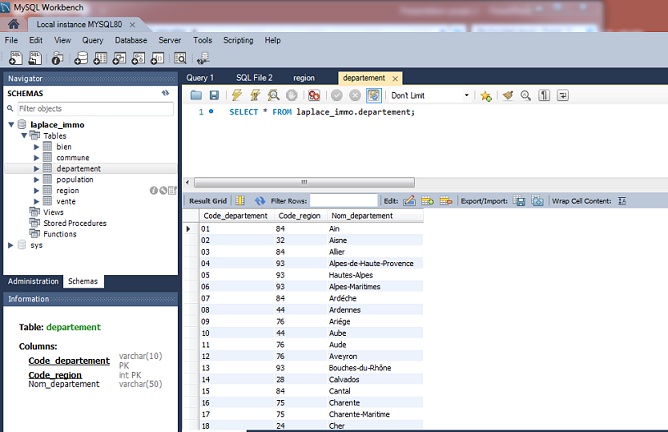 MySQL Workbench
Local instance MYSQL80 ×
File Edit View Query Database Server Tools Scripting Help
Navigator
SCHEMAS
Filter objects
laplace_immo
Tables
bien
commune
departement
population
region
vente
Views
Stored Procedures
Functions
sys
Administration Schemas
Information
Table: departement
Columns:
Code_departement varchar(10) PK
Code_region int PK
Nom_departement varchar(50)
Query 1 SQL File 2 region departement ×
Don't Limit
1 SELECT * FROM laplace_immo.departement;
Result Grid Filter Rows: Edit: Export/Import: Wrap Cell Content:
Code_departement Code_region Nom_departement
01 84 Ain
02 32 Aisne
03 84 Allier
04 93 Alpes-de-Haute-Provence
05 93 Hautes-Alpes
06 93 Alpes-Maritimes
07 84 Ardéche
08 44 Ardennes
09 76 Ariége
10 44 Aube
11 76 Aude
12 76 Aveyron
13 93 Bouches-du-Rhône
14 28 Calvados
15 84 Cantal
16 75 Charente
17 75 Charente-Maritime
18 24 Cher